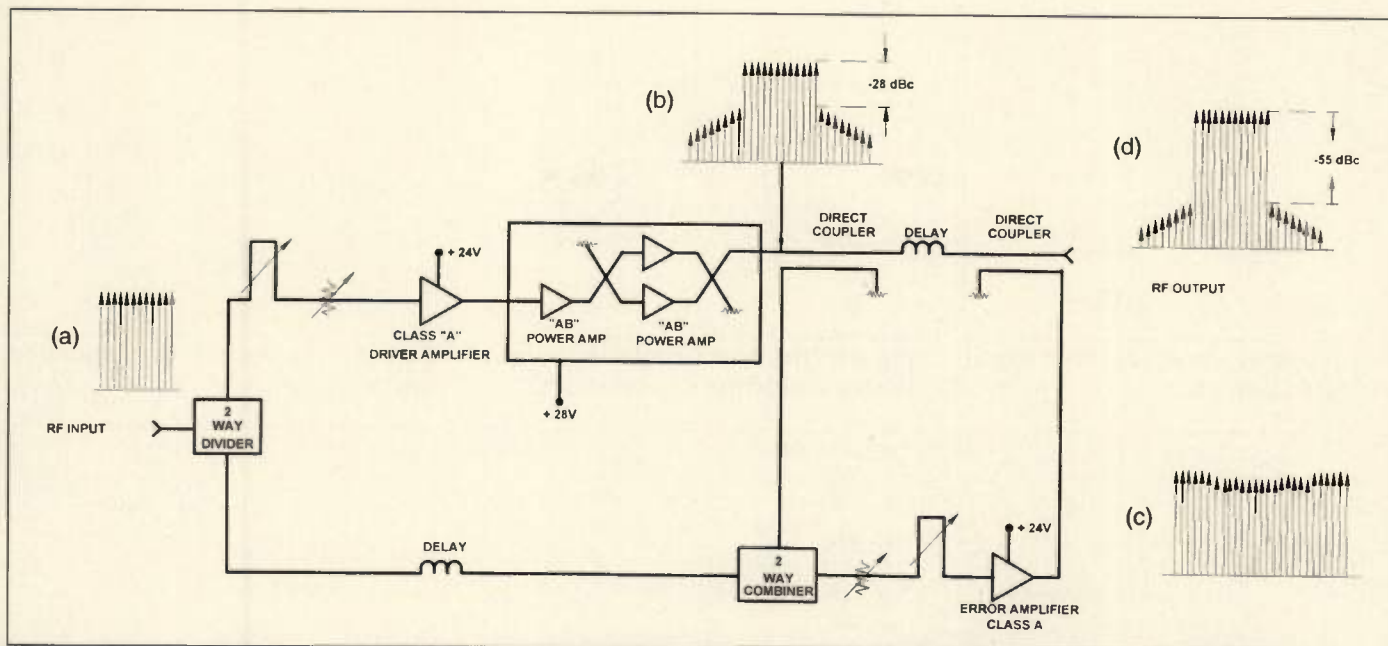 (b)
-28 dBc
(d)
-55 dBc
DIRECT
COUPLER
DELAY
DIRECT
COUPLER
RF OUTPUT
+ 24V
(a)
CLASS "A"
DRIVER AMPLIFIER
"AB"
POWER AMP
"AB"
POWER AMP
+ 28V
RF INPUT
2
WAY
DIVIDER
(c)
+ 24V
DELAY
2
WAY
COMBINER
ERROR AMPLIFIER
CLASS A